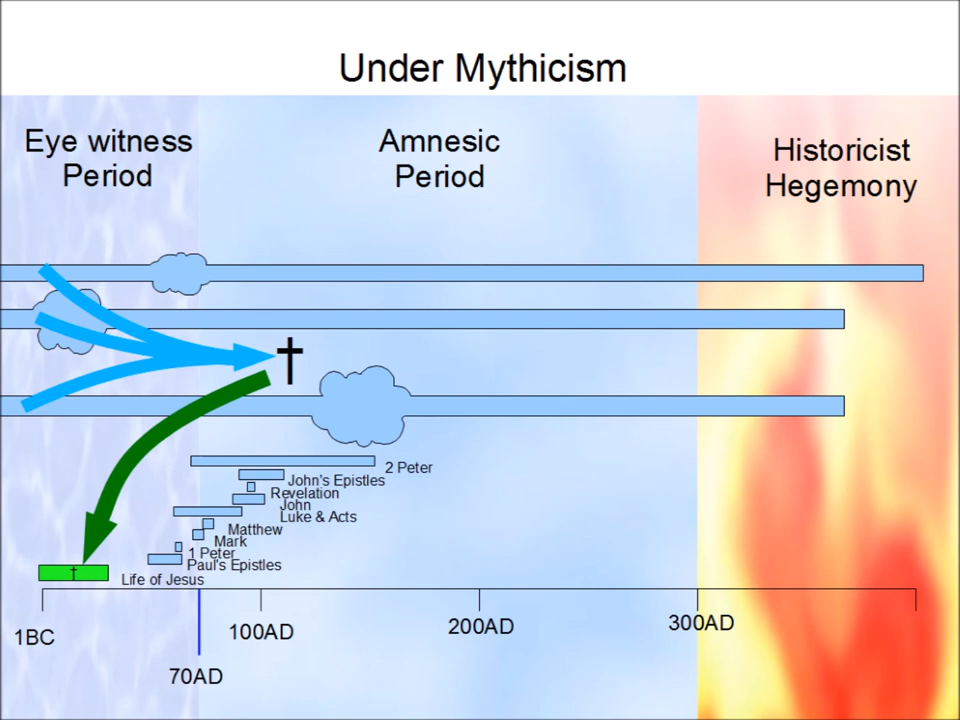 Under Mythicism
Eye witness
Period
Amnesic
Period
Historicist
Hegemony
†
2 Peter
John's Epistles
Revelation
John
Luke & Acts
Matthew
Mark
1 Peter
Paul's Epistles
†
Life of Jesus
1BC
100AD
200AD
300AD
70AD